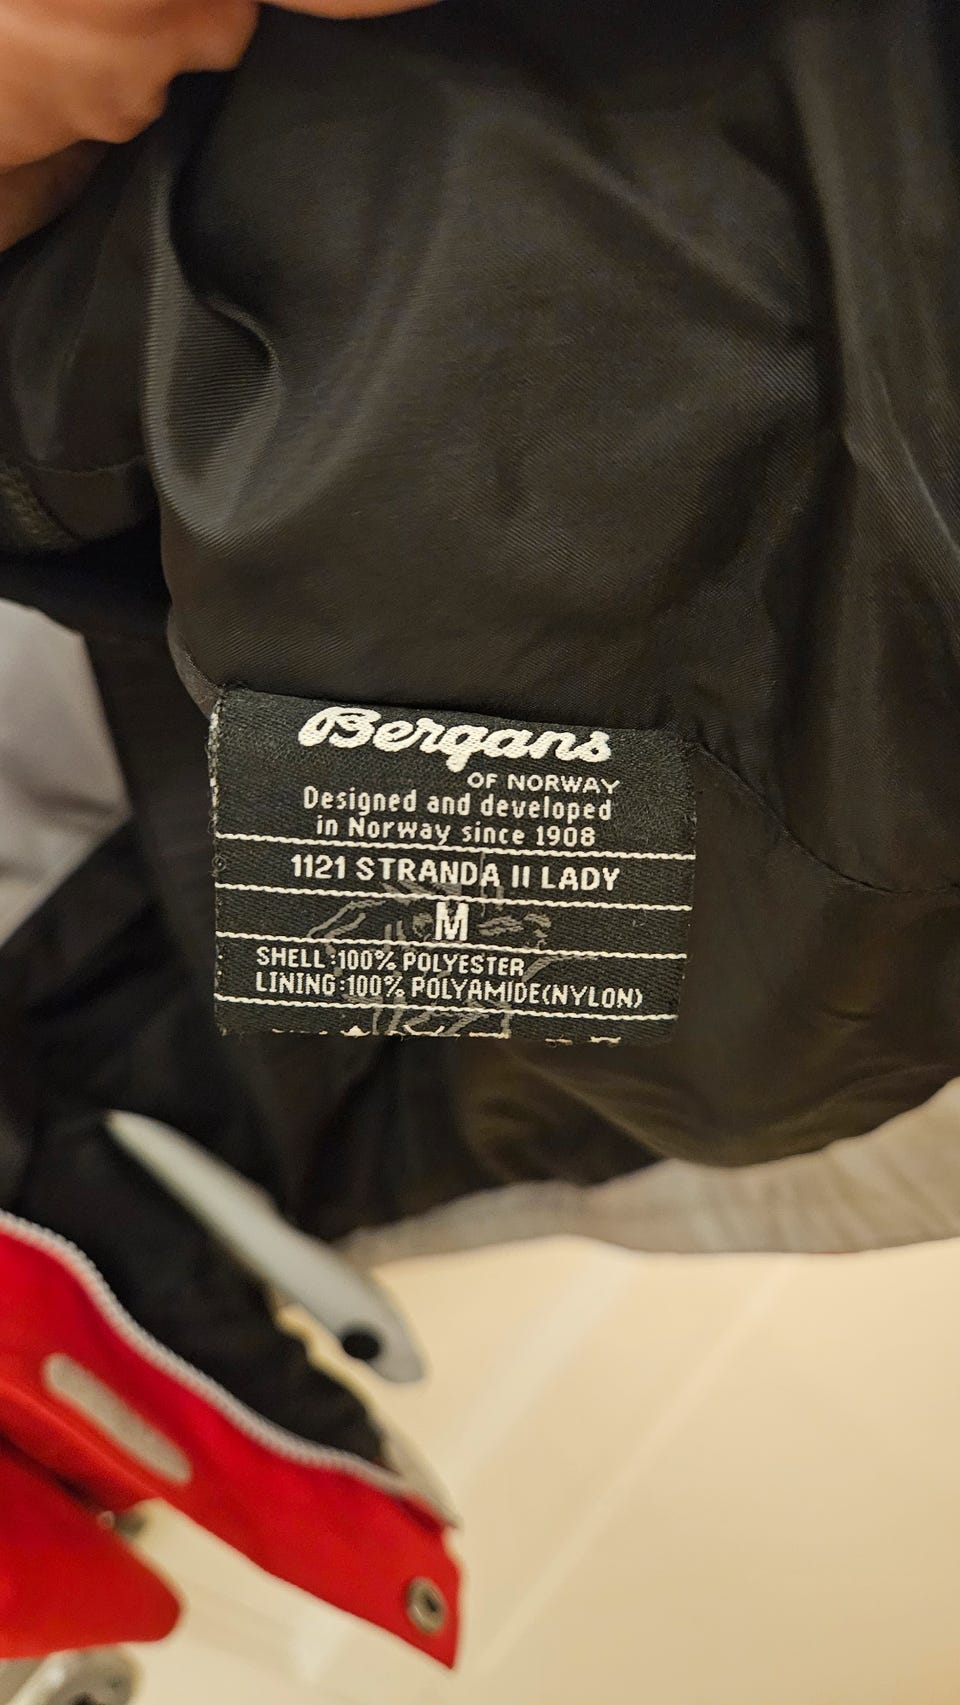 Bergans
OF NORWAY
Designed and developed
in Norway since 1908
1121 STRANDA II LADY
M
SHELL:100% POLYESTER
LINING:100% POLYAMIDE(NYLON)